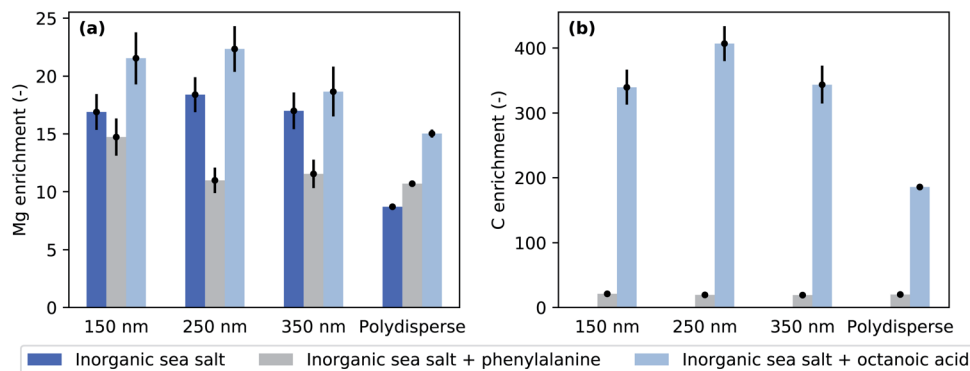 (a)
Mg enrichment (-)
25
20
15
10
5
0
150 nm 250 nm 350 nm Polydisperse
(b)
C enrichment (-)
400
300
200
100
0
150 nm 250 nm 350 nm Polydisperse
Inorganic sea salt Inorganic sea salt + phenylalanine Inorganic sea salt + octanoic acid